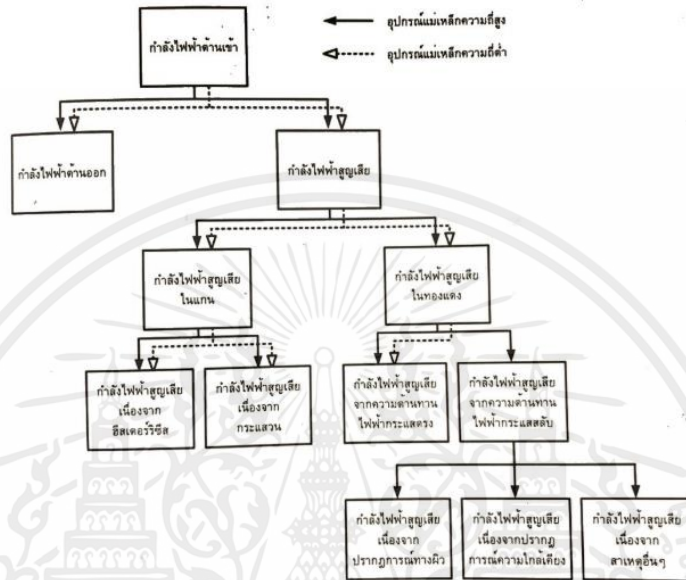 กำลังไฟฟ้าด้านเข้า
อุปกรณ์แม่เหล็กความถี่สูง
อุปกรณ์แม่เหล็กความถี่ต่ำ
กำลังไฟฟ้าด้านออก
กำลังไฟฟ้าสูญเสีย
กำลังไฟฟ้าสูญเสีย
ในแกน
กำลังไฟฟ้าสูญเสีย
ในทองแดง
กำลังไฟฟ้าสูญเสีย
เนื่องจาก
ฮีสเตอร์รีซีส
กำลังไฟฟ้าสูญเสีย
เนื่องจาก
กระแสวน
กำลังไฟฟ้าสูญเสีย
จากความต้านทาน
ไฟฟ้ากระแสตรง
กำลังไฟฟ้าสูญเสีย
จากความต้านทาน
ไฟฟ้ากระแสสลับ
กำลังไฟฟ้าสูญเสีย
เนื่องจาก
ปรากฏการณ์ทางผิว
กำลังไฟฟ้าสูญเสีย
เนื่องจากปรากฏ
การณ์ความใกล้เคียง
กำลังไฟฟ้าสูญเสีย
เนื่องจาก
สาเหตุอื่นๆ